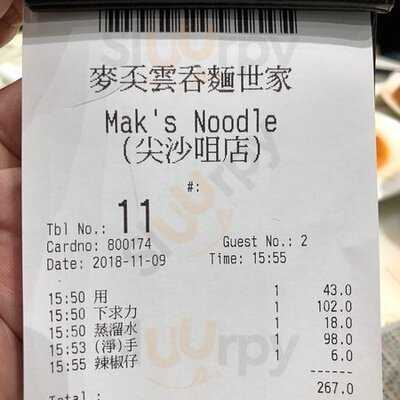 麥奀雲吞麵世家
Mak's Noodle
(尖沙咀店)
#:
Tbl No.: 11
Cardno: 800174 Guest No.: 2
Date: 2018-11-09 Time: 15:55
15:50 用 1 43.0
15:50 下求力 1 102.0
15:50 蒸溜水 1 18.0
15:53 (淨)手 1 98.0
15:55 辣椒仔 1 6.0
------
267.0
Total :
sluurpy